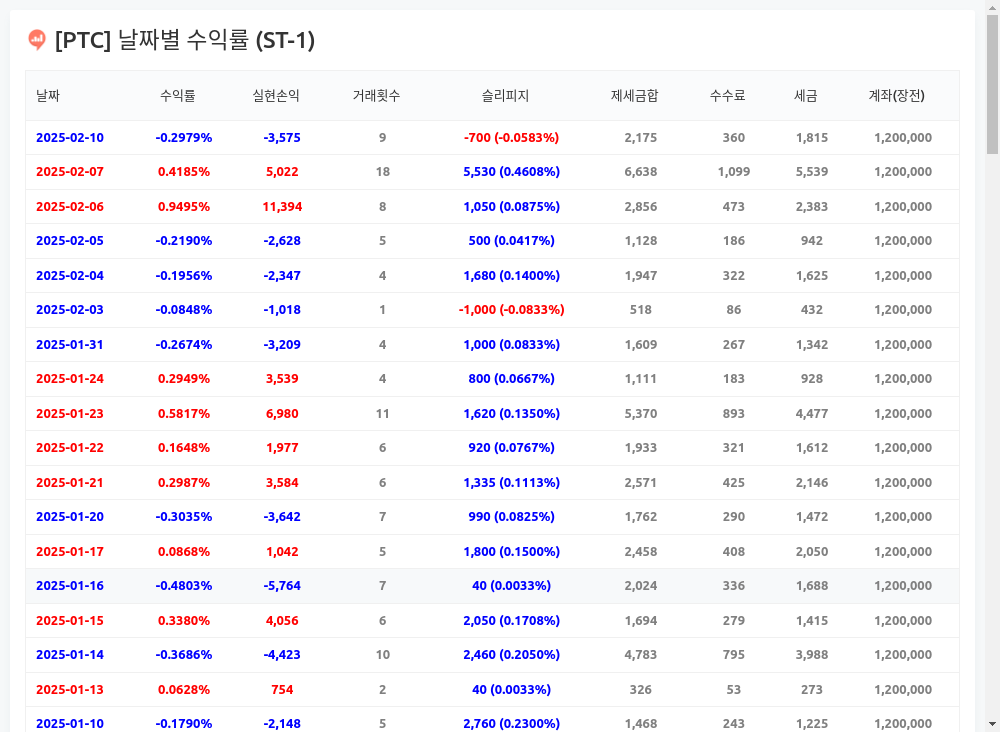 [PTC] 날짜별 수익률 (ST-1)
날짜 수익률 실현손익 거래횟수 슬리피지 제세금합 수수료 세금 계좌(장전)
2025-02-10 -0.2979% -3,575 9 -700 (-0.0583%) 2,175 360 1,815 1,200,000
2025-02-07 0.4185% 5,022 18 5,530 (0.4608%) 6,638 1,099 5,539 1,200,000
2025-02-06 0.9495% 11,394 8 1,050 (0.0875%) 2,856 473 2,383 1,200,000
2025-02-05 -0.2190% -2,628 5 500 (0.0417%) 1,128 186 942 1,200,000
2025-02-04 -0.1956% -2,347 4 1,680 (0.1400%) 1,947 322 1,625 1,200,000
2025-02-03 -0.0848% -1,018 1 -1,000 (-0.0833%) 518 86 432 1,200,000
2025-01-31 -0.2674% -3,209 4 1,000 (0.0833%) 1,609 267 1,342 1,200,000
2025-01-24 0.2949% 3,539 4 800 (0.0667%) 1,111 183 928 1,200,000
2025-01-23 0.5817% 6,980 11 1,620 (0.1350%) 5,370 893 4,477 1,200,000
2025-01-22 0.1648% 1,977 6 920 (0.0767%) 1,933 321 1,612 1,200,000
2025-01-21 0.2987% 3,584 6 1,335 (0.1113%) 2,571 425 2,146 1,200,000
2025-01-20 -0.3035% -3,642 7 990 (0.0825%) 1,762 290 1,472 1,200,000
2025-01-17 0.0868% 1,042 5 1,800 (0.1500%) 2,458 408 2,050 1,200,000
2025-01-16 -0.4803% -5,764 7 40 (0.0033%) 2,024 336 1,688 1,200,000
2025-01-15 0.3380% 4,056 6 2,050 (0.1708%) 1,694 279 1,415 1,200,000
2025-01-14 -0.3686% -4,423 10 2,460 (0.2050%) 4,783 795 3,988 1,200,000
2025-01-13 0.0628% 754 2 40 (0.0033%) 326 53 273 1,200,000
2025-01-10 -0.1790% -2,148 5 2,760 (0.2300%) 1,468 243 1,225 1,200,000